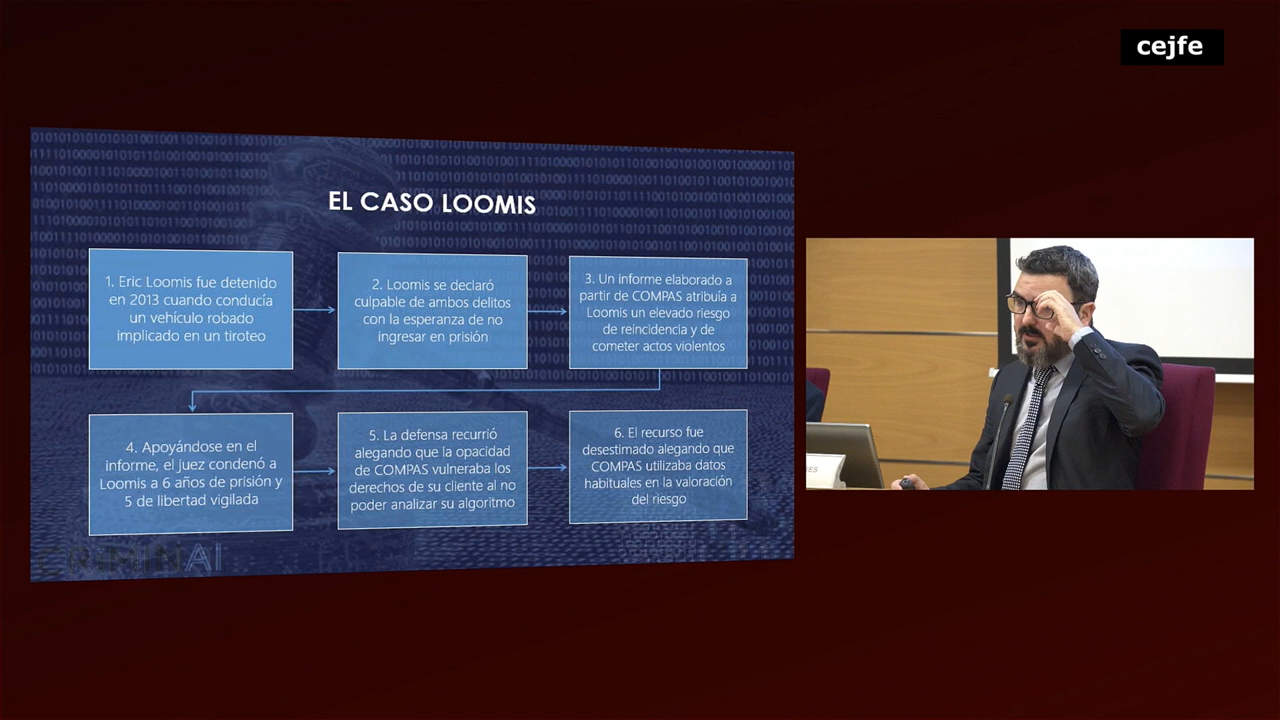 cejfe
EL CASO LOOMIS
1. Eric Loomis fue detenido
en 2013 cuando conducía
un vehículo robado
implicado en un tiroteo
2. Loomis se declaró
culpable de ambos delitos
con la esperanza de no
ingresar en prisión
3. Un informe elaborado a
partir de COMPAS atribuía a
Loomis un elevado riesgo
de reincidencia y de
cometer actos violentos
4. Apoyándose en el
informe, el juez condenó a
Loomis a 6 años de prisión y
5 de libertad vigilada
5. La defensa recurrió
alegando que la opacidad
de COMPAS vulneraba los
derechos de su cliente al no
poder analizar su algoritmo
6. El recurso fue
desestimado alegando que
COMPAS utilizaba datos
habituales en la valoración
del riesgo
CRIMINAI